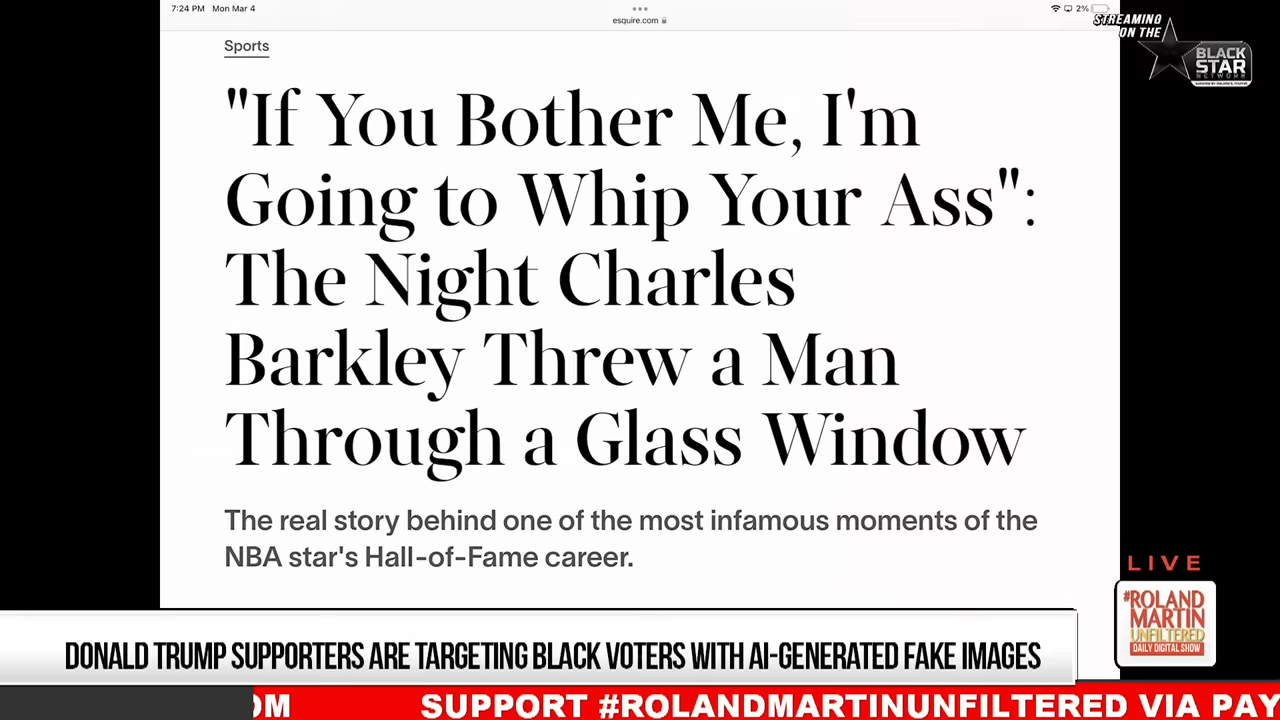 7:24 PM Mon Mar 4
esquire.com
2%
STREAMING
ON THE
BLACK
STAR
NETWORK
Sports
"If You Bother Me, I'm
Going to Whip Your Ass":
The Night Charles
Barkley Threw a Man
Through a Glass Window
The real story behind one of the most infamous moments of the
NBA star's Hall-of-Fame career.
LIVE
#ROLAND
MARTIN
UNFILTERED
DAILY DIGITAL SHOW
DONALD TRUMP SUPPORTERS ARE TARGETING BLACK VOTERS WITH AI-GENERATED FAKE IMAGES
OM SUPPORT #ROLANDMARTINUNFILTERED VIA PAY